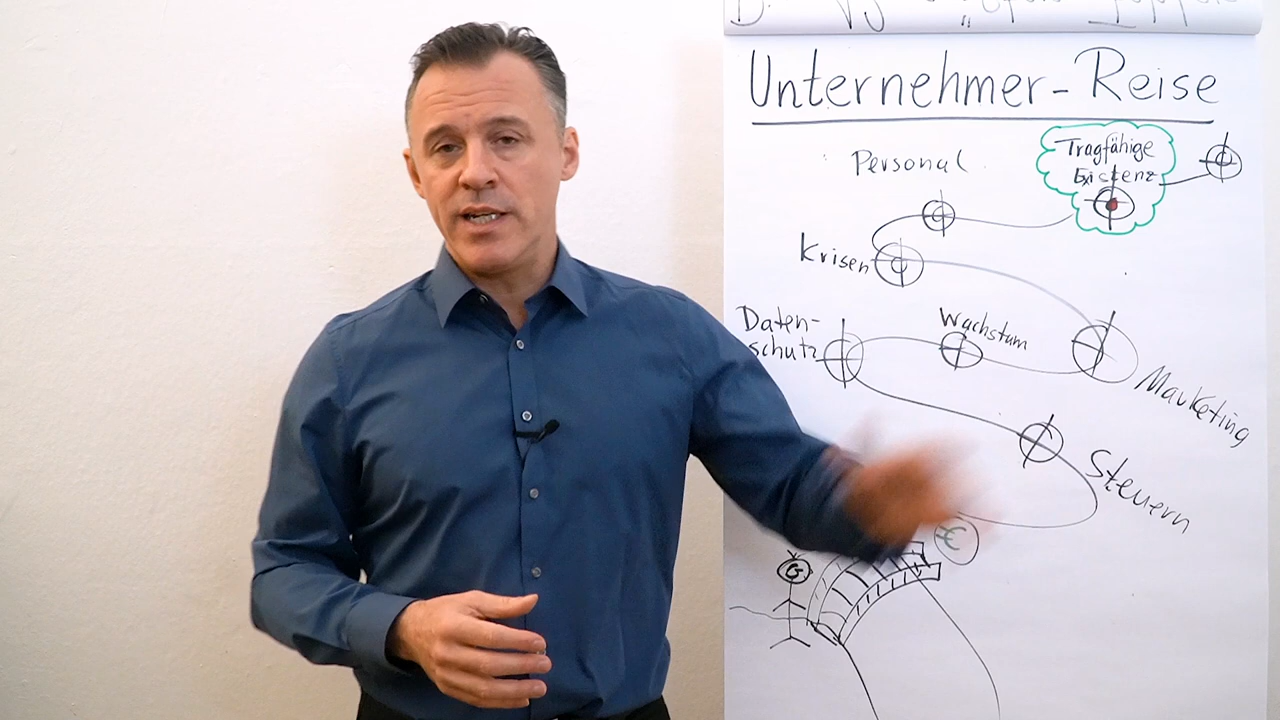 Unternehmer-Reise
Tragfähige
Existenz
Personal
Krisen
Daten-
schutz
Wachstum
Marketing
Steuern
€
G